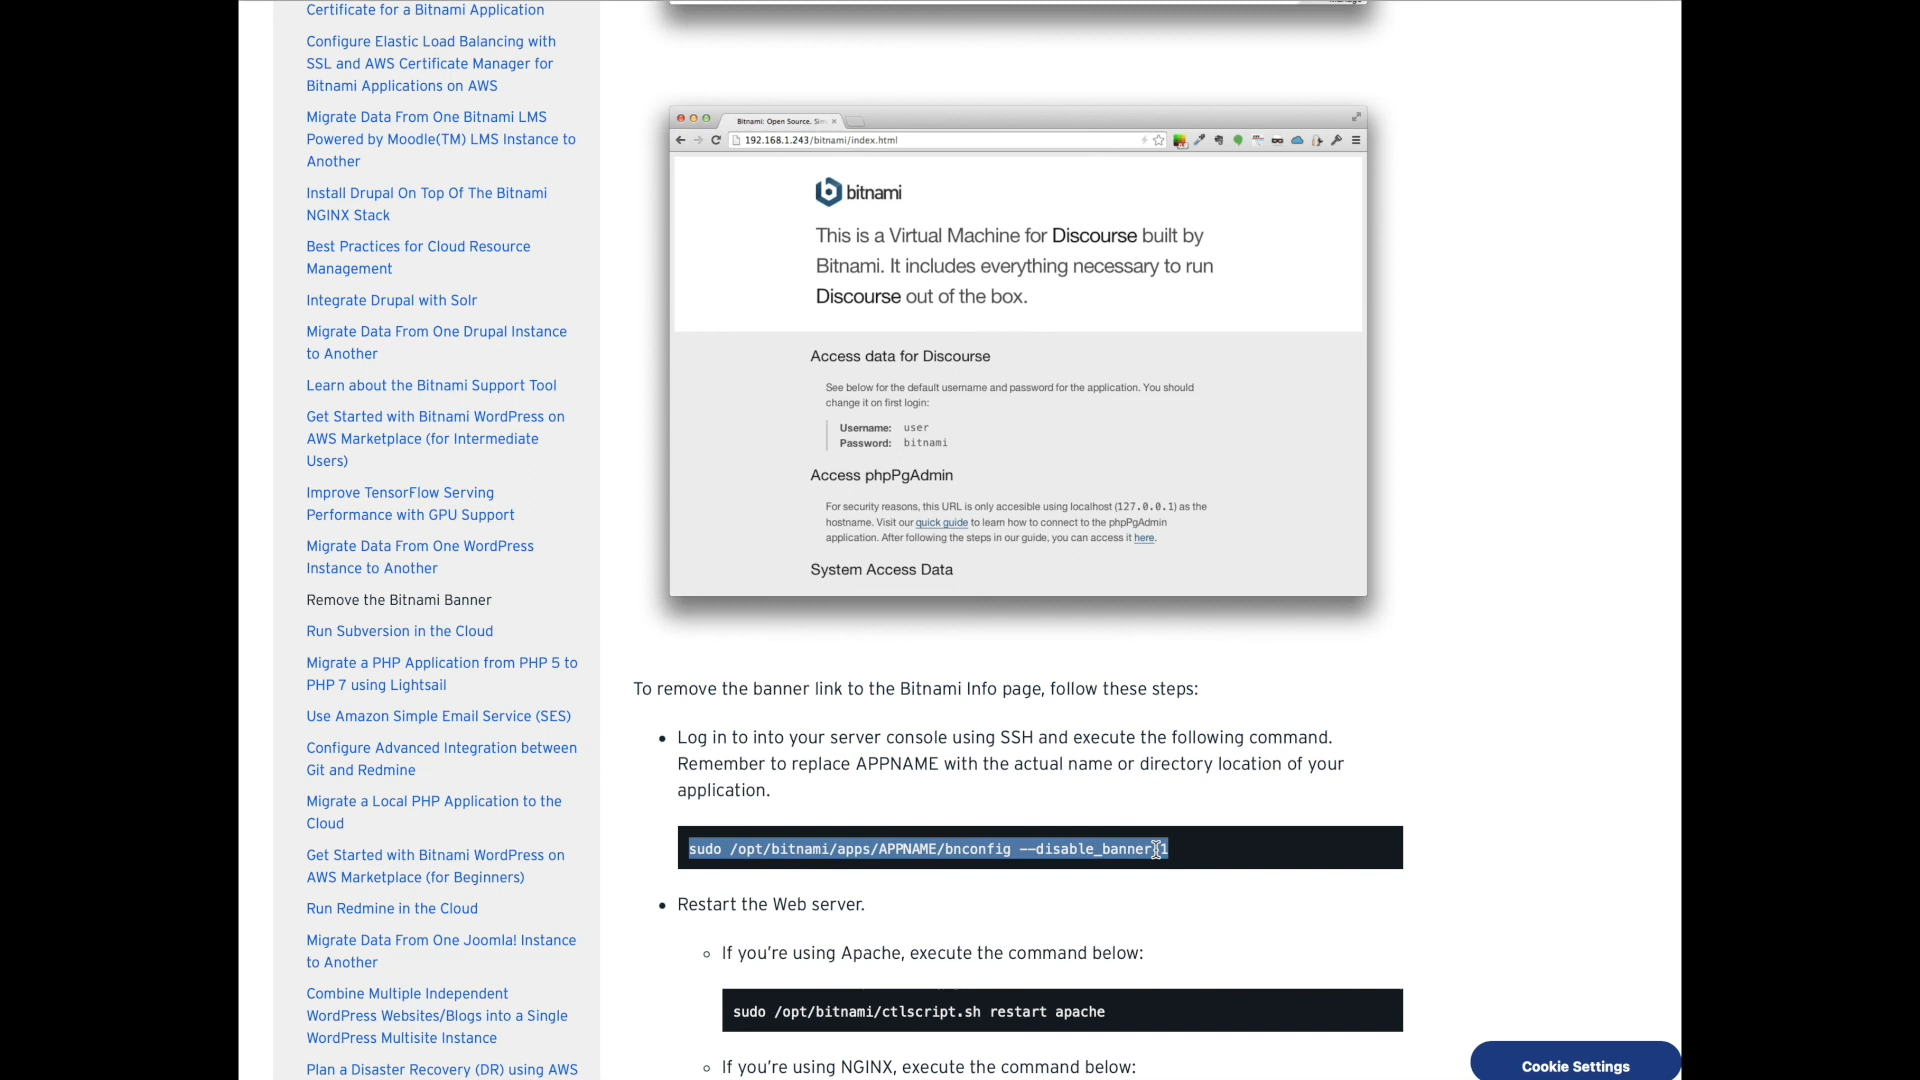 Certificate for a Bitnami Application
Configure Elastic Load Balancing with
SSL and AWS Certificate Manager for
Bitnami Applications on AWS
Migrate Data From One Bitnami LMS
Powered by Moodle(TM) LMS Instance to
Another
Install Drupal On Top Of The Bitnami
NGINX Stack
Best Practices for Cloud Resource
Management
Integrate Drupal with Solr
Migrate Data From One Drupal Instance
to Another
Learn about the Bitnami Support Tool
Get Started with Bitnami WordPress on
AWS Marketplace (for Intermediate
Users)
Improve TensorFlow Serving
Performance with GPU Support
Migrate Data From One WordPress
Instance to Another
Remove the Bitnami Banner
Run Subversion in the Cloud
Migrate a PHP Application from PHP 5 to
PHP 7 using Lightsail
Use Amazon Simple Email Service (SES)
Configure Advanced Integration between
Git and Redmine
Migrate a Local PHP Application to the
Cloud
Get Started with Bitnami WordPress on
AWS Marketplace (for Beginners)
Run Redmine in the Cloud
Migrate Data From One Joomla! Instance
to Another
Combine Multiple Independent
WordPress Websites/Blogs into a Single
WordPress Multisite Instance
Plan a Disaster Recovery (DR) using AWS
Bitnami: Open Source. Sim
192.168.1.243/bitnami/index.html
bitnami
This is a Virtual Machine for Discourse built by
Bitnami. It includes everything necessary to run
Discourse out of the box.
Access data for Discourse
See below for the default username and password for the application. You should
change it on first login:
Username: user
Password: bitnami
Access phpPgAdmin
For security reasons, this URL is only accesible using localhost (127.0.0.1) as the
hostname. Visit our quick guide to learn how to connect to the phpPgAdmin
application. After following the steps in our guide, you can access it here.
System Access Data
To remove the banner link to the Bitnami Info page, follow these steps:
Log in to into your server console using SSH and execute the following command.
Remember to replace APPNAME with the actual name or directory location of your
application.
sudo /opt/bitnami/apps/APPNAME/bnconfig --disable_banner 1
Restart the Web server.
If you're using Apache, execute the command below:
sudo /opt/bitnami/ctlscript.sh restart apache
If you're using NGINX, execute the command below:
Cookie Settings